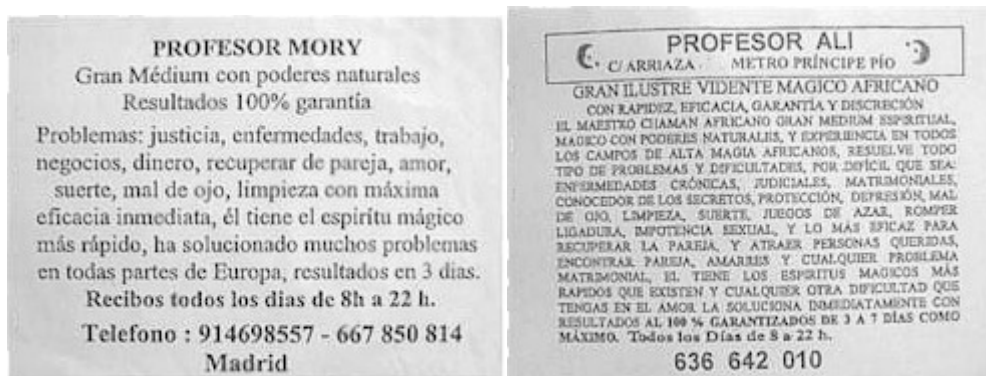 PROFESOR MORY
Gran Médium con poderes naturales
Resultados 100% garantía
Problemas: justicia, enfermedades, trabajo,
negocios, dinero, recuperar de pareja, amor,
suerte, mal de ojo, limpieza con máxima
eficacia inmediata, él tiene el espiritu mágico
más rápido, ha solucionado muchos problemas
en todas partes de Europa, resultados en 3 dias.
Recibos todos los dias de 8h a 22 h.
Telefono : 914698557 - 667 850 814
Madrid
PROFESOR ALI
C/ ARRIAZA METRO PRÍNCIPE PÍO
GRAN ILUSTRE VIDENTE MAGICO AFRICANO
CON RAPIDEZ, EFICACIA, GARANTÍA Y DISCRECIÓN
EL MAESTRO CHAMAN AFRICANO GRAN MEDIUM ESPIRITUAL,
MAGICO CON PODERES NATURALES, Y EXPERIENCIA EN TODOS
LOS CAMPOS DE ALTA MAGIA AFRICANOS, RESUELVE TODO
TIPO DE PROBLEMAS Y DIFICULTADES, POR DIFÍCIL QUE SEA:
ENFERMEDADES CRÓNICAS, JUDICIALES, MATRIMONIALES,
CONOCEDOR DE LOS SECRETOS, PROTECCIÓN, DEPRESIÓN, MAL
DE OJO, LIMPIEZA, SUERTE, JUEGOS DE AZAR, ROMPER
LIGADURA, IMPOTENCIA SEXUAL, Y LO MÁS EFICAZ PARA
RECUPERAR LA PAREJA, Y ATRAER PERSONAS QUERIDAS,
ENCONTRAR PAREJA, AMARRES Y CUALQUIER PROBLEMA
MATRIMONIAL, EL TIENE LOS ESPIRITUS MAGICOS MÁS
RAPIDOS QUE EXISTEN Y CUALQUIER OTRA DIFICULTAD QUE
TENGAS EN EL AMOR LA SOLUCIONA INMEDIATAMENTE CON
RESULTADOS AL 100 % GARANTIZADOS DE 3 A 7 DÍAS COMO
MÁXIMO. Todos los Días de 8 a 22 h.
636 642 010